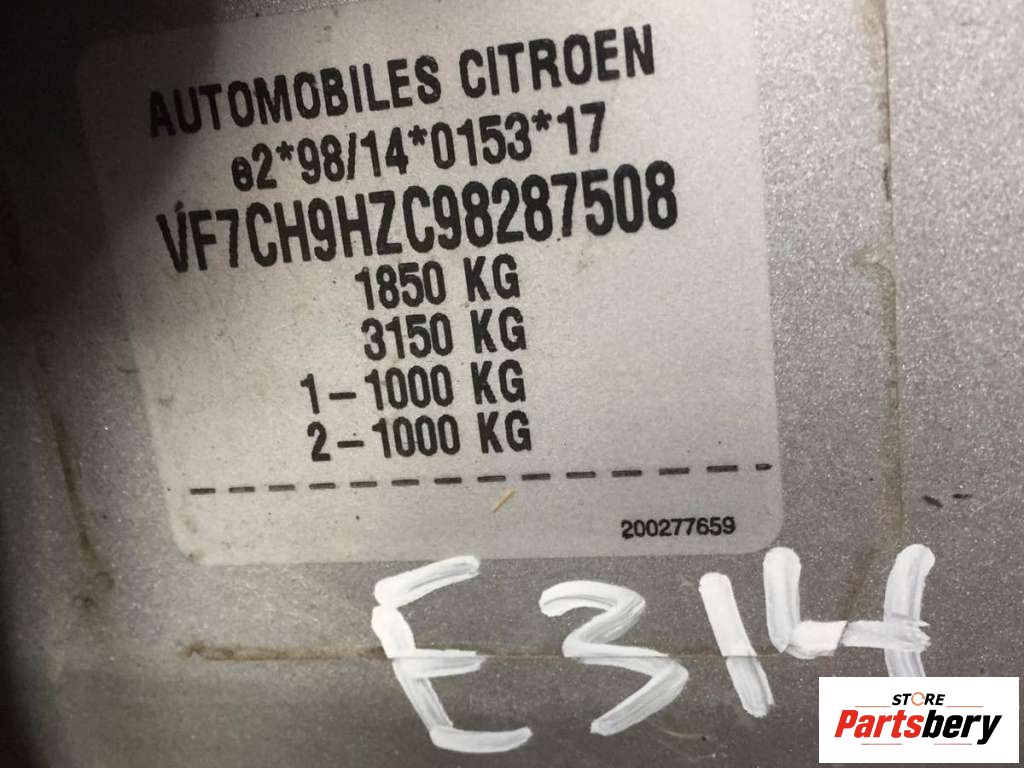 AUTOMOBILES CITROEN
e2*98/14*0153*17
VF7CH9HZC98287508
1850 KG
3150 KG
1-1000 KG
2-1000 KG
200277659
E314
STORE
Partsbery